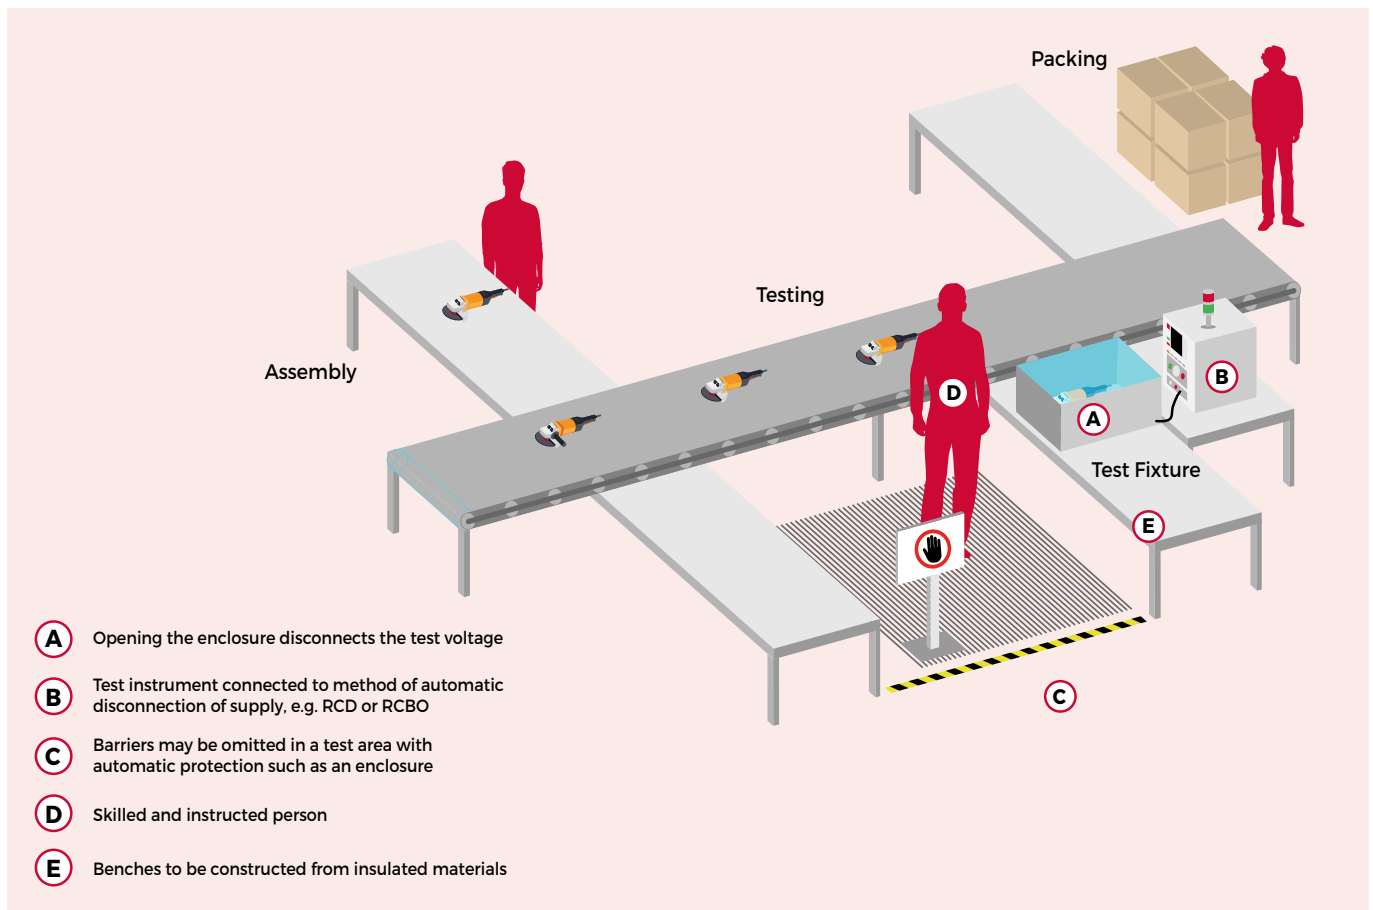 Packing
Testing
Assembly
D
B
A
Test Fixture
E
C
A Opening the enclosure disconnects the test voltage
B Test instrument connected to method of automatic
disconnection of supply, e.g. RCD or RCBO
C Barriers may be omitted in a test area with
automatic protection such as an enclosure
D Skilled and instructed person
E Benches to be constructed from insulated materials